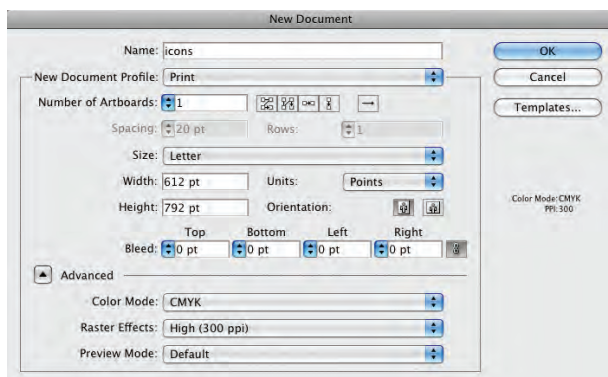 New Document
Name: icons
OK
New Document Profile: Print
Cancel
Number of Artboards: 1
Templates...
Spacing: 20 pt Rows: 1
Size: Letter
Width: 612 pt Units: Points
Color Mode:CMYK
PPI:300
Height: 792 pt Orientation:
Top Bottom Left Right
Bleed: 0 pt 0 pt 0 pt 0 pt
Advanced
Color Mode: CMYK
Raster Effects: High (300 ppi)
Preview Mode: Default